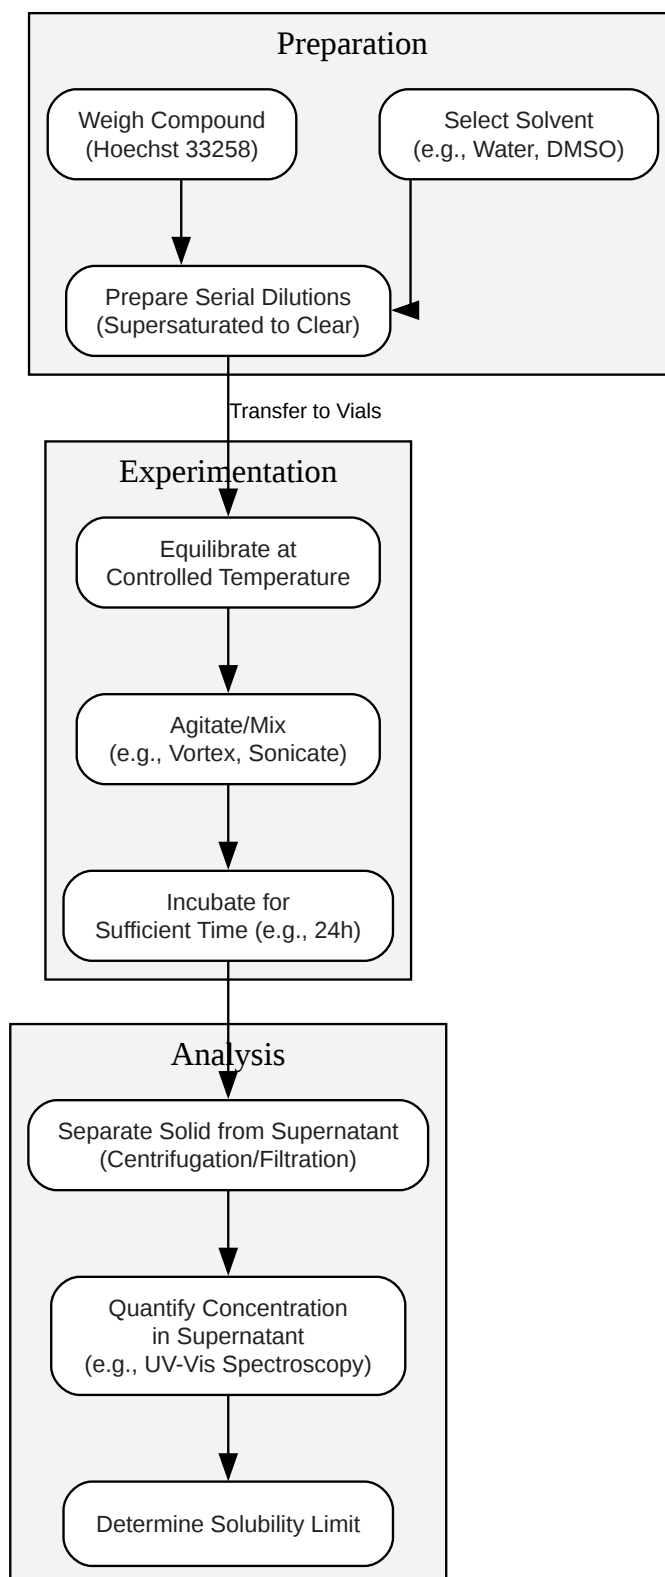 Preparation
Weigh Compound
(Hoechst 33258)
Select Solvent
(e.g., Water, DMSO)
Prepare Serial Dilutions
(Supersaturated to Clear)
Transfer to Vials
Experimentation
Equilibrate at
Controlled Temperature
Agitate/Mix
(e.g., Vortex, Sonicate)
Incubate for
Sufficient Time (e.g., 24h)
Analysis
Separate Solid from Supernatant
(Centrifugation/Filtration)
Quantify Concentration
in Supernatant
(e.g., UV-Vis Spectroscopy)
Determine Solubility Limit